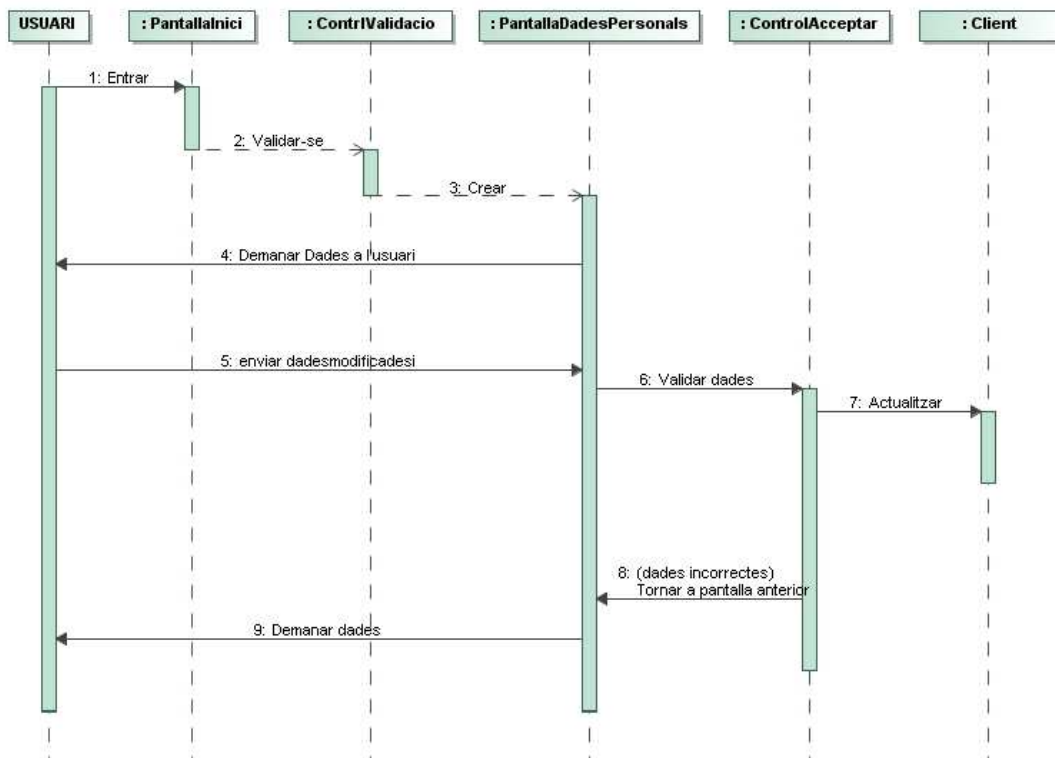 USUARI
: PantallaInici
: ContrlValidacio
: PantallaDadesPersonals
: ControlAcceptar
: Client
1: Entrar
2: Validar-se
3: Crear
4: Demanar Dades a l'usuari
5: enviar dadesmodificadesi
6: Validar dades
7: Actualitzar
8: (dades incorrectes)
Tornar a pantalla anterior
9: Demanar dades